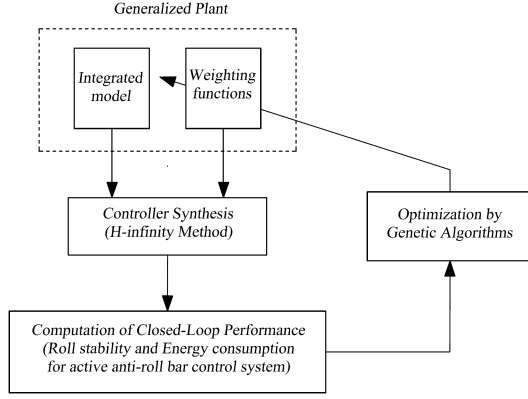 Generalized Plant
Integrated
model
Weighting
functions
Controller Synthesis
(H-infinity Method)
Optimization by
Genetic Algorithms
Computation of Closed-Loop Performance
(Roll stability and Energy consumption
for active anti-roll bar control system)